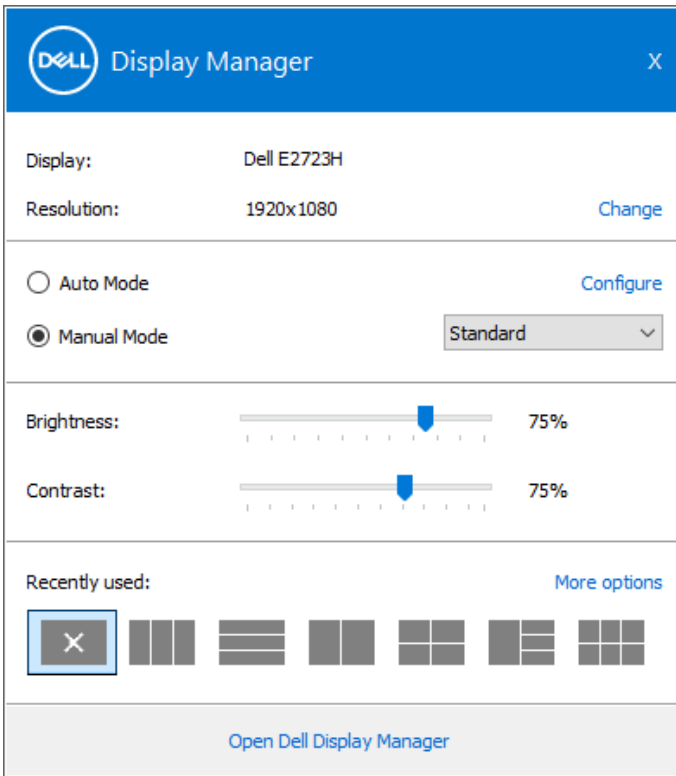 DELL Display Manager X
Display: Dell E2723H
Resolution: 1920x1080 Change
Auto Mode Configure
Manual Mode Standard
Brightness: 75%
Contrast: 75%
Recently used: More options
Open Dell Display Manager